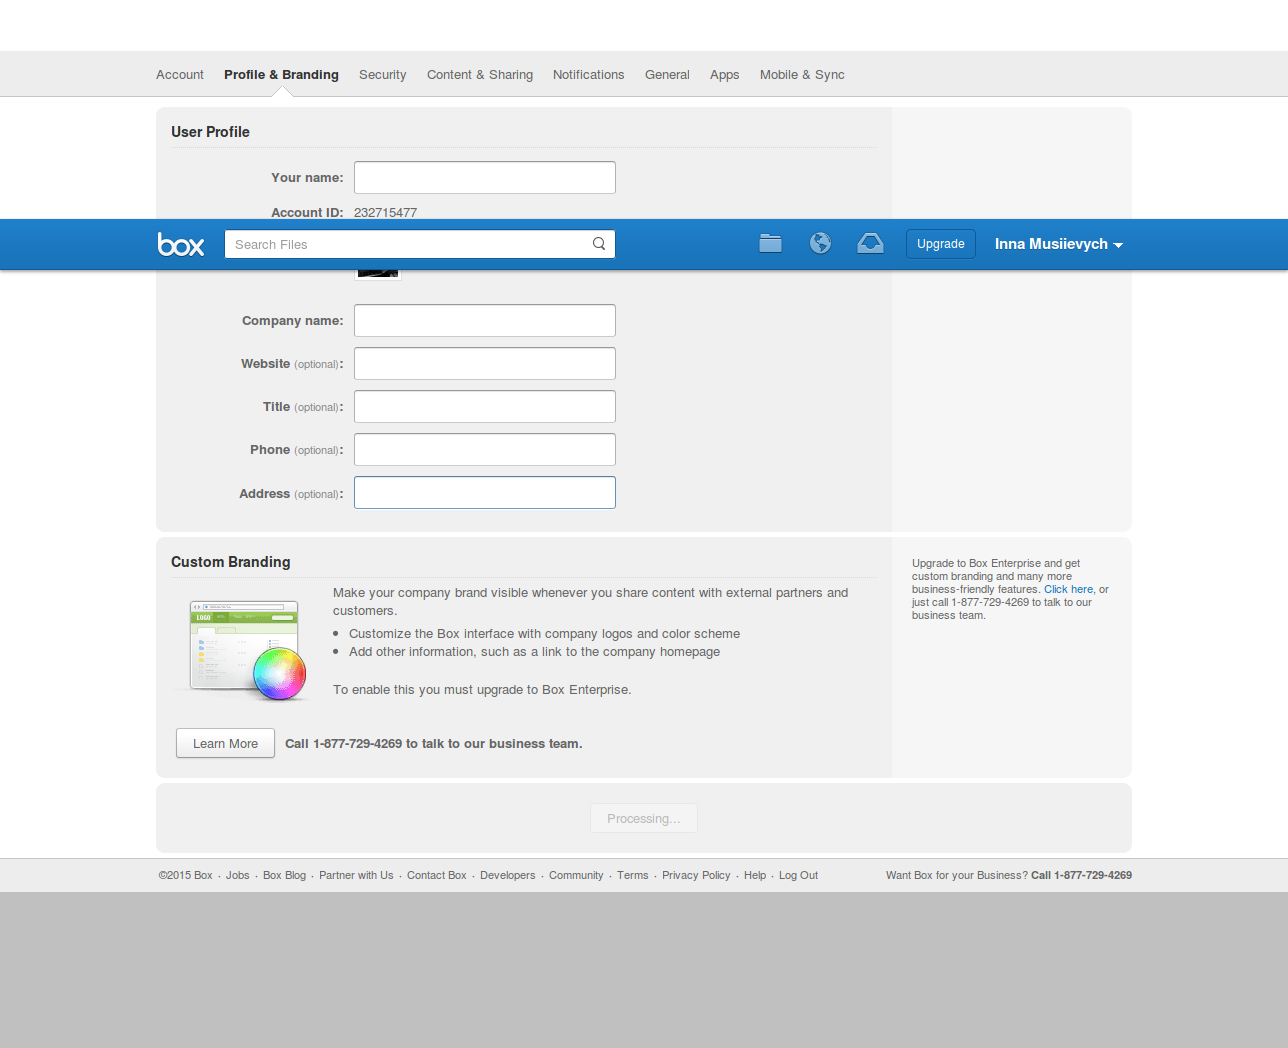 Account Profile & Branding Security Content & Sharing Notifications General Apps Mobile & Sync
User Profile
Your name:
Account ID: 232715477
box Search Files Upgrade Inna Musiievych
Company name:
Website (optional):
Title (optional):
Phone (optional):
Address (optional):
Custom Branding
Make your company brand visible whenever you share content with external partners and
customers.
• Customize the Box interface with company logos and color scheme
• Add other information, such as a link to the company homepage
To enable this you must upgrade to Box Enterprise.
LOGO
Learn More Call 1-877-729-4269 to talk to our business team.
Upgrade to Box Enterprise and get
custom branding and many more
business-friendly features. Click here, or
just call 1-877-729-4269 to talk to our
business team.
Processing...
©2015 Box · Jobs · Box Blog · Partner with Us · Contact Box · Developers · Community · Terms · Privacy Policy · Help · Log Out Want Box for your Business? Call 1-877-729-4269